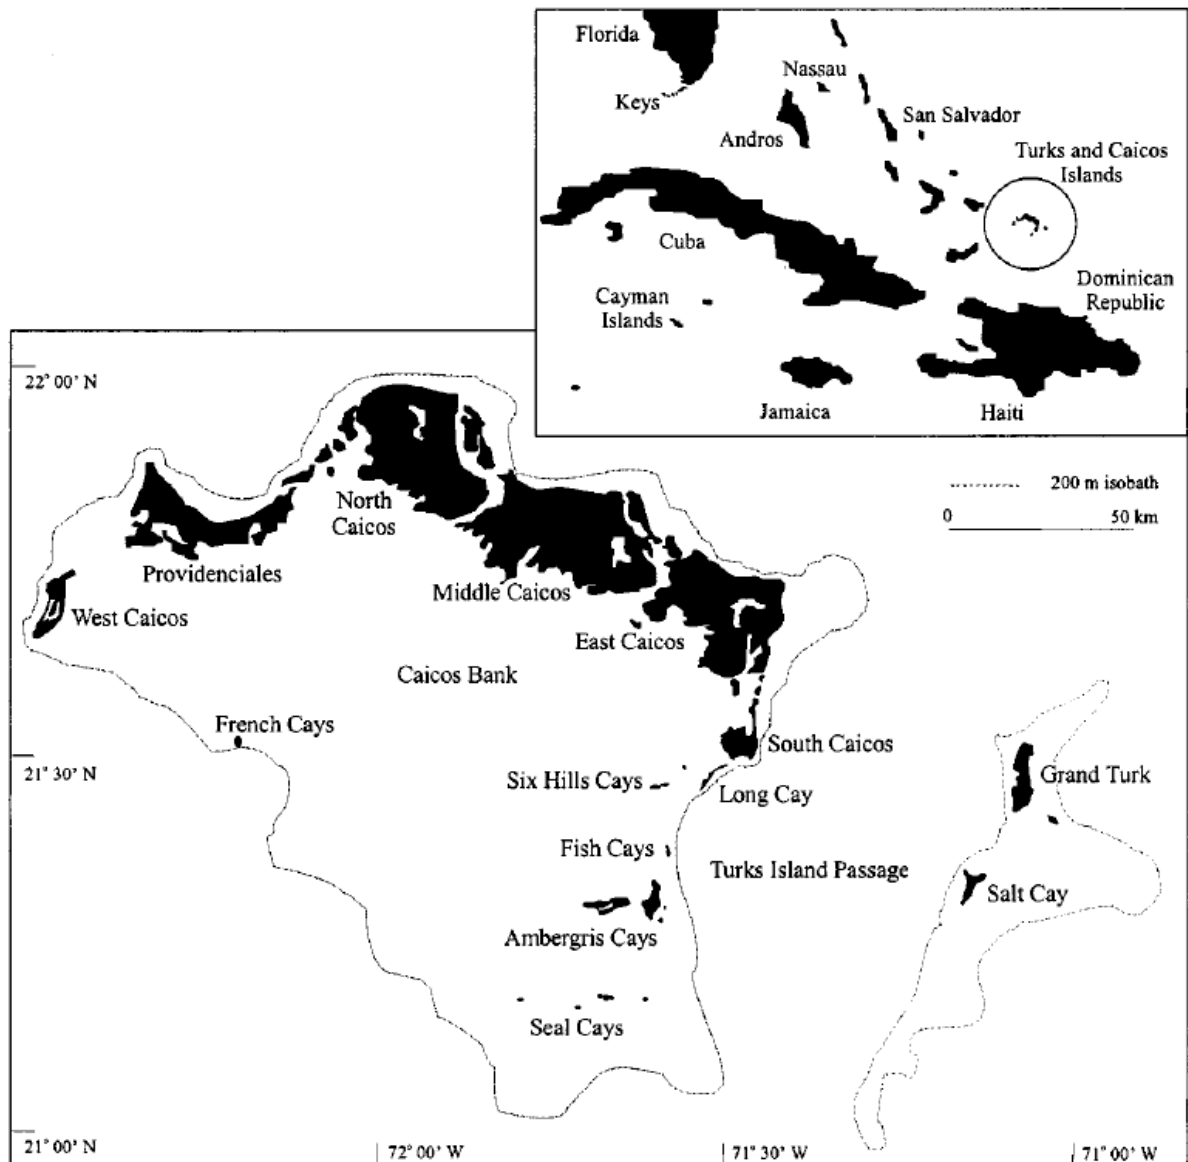 Florida
Nassau
Keys
San Salvador
Andros
Turks and Caicos
Islands
Cuba
Dominican
Republic
Cayman
Islands
Jamaica
Haiti
22° 00' N
200 m isobath
0
50 km
North
Caicos
Providenciales
Middle Caicos
West Caicos
East Caicos
Caicos Bank
French Cays
South Caicos
21° 30' N
Six Hills Cays
Long Cay
Grand Turk
Fish Cays
Turks Island Passage
Salt Cay
Ambergris Cays
Seal Cays
21° 00' N
72° 00' W
71° 30' W
71° 00' W